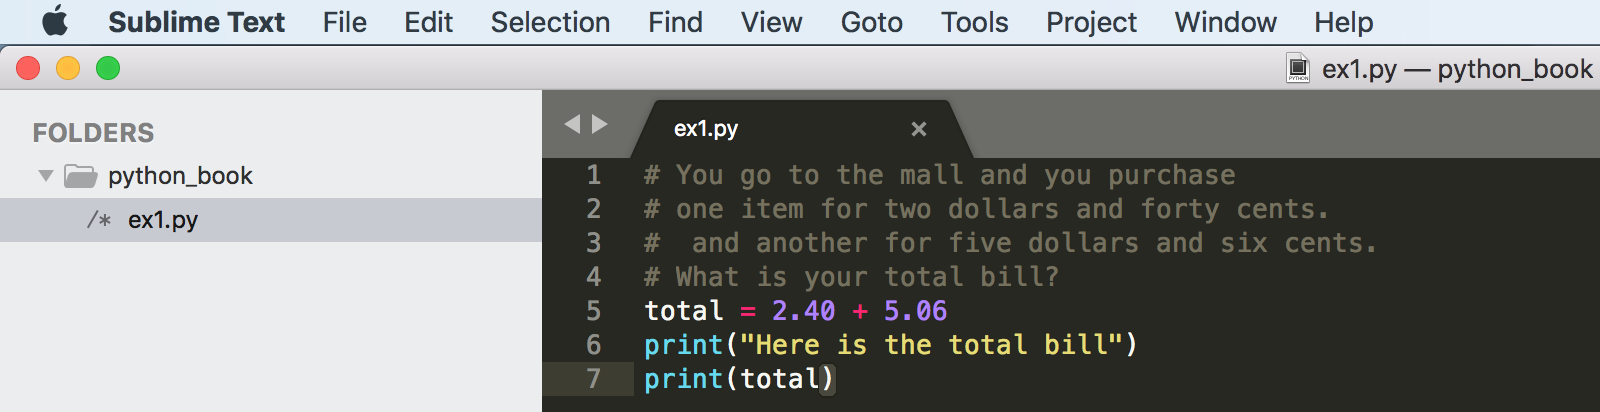 Sublime Text File Edit Selection Find View Goto Tools Project Window Help
ex1.py — python_book
FOLDERS
python_book
/* ex1.py
ex1.py ×
1 # You go to the mall and you purchase
2 # one item for two dollars and forty cents.
3 #  and another for five dollars and six cents.
4 # What is your total bill?
5 total = 2.40 + 5.06
6 print("Here is the total bill")
7 print(total)